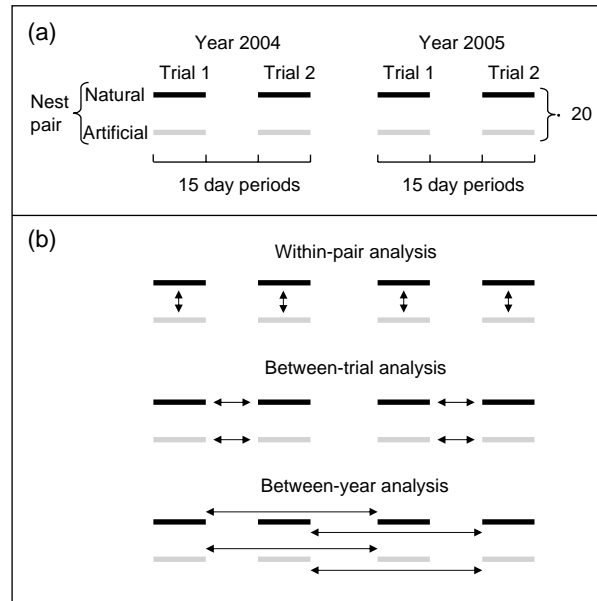 (a)
Year 2004 Year 2005
Trial 1 Trial 2 Trial 1 Trial 2
Nest pair Natural
Artificial
· 20
15 day periods 15 day periods
(b)
Within-pair analysis
Between-trial analysis
Between-year analysis